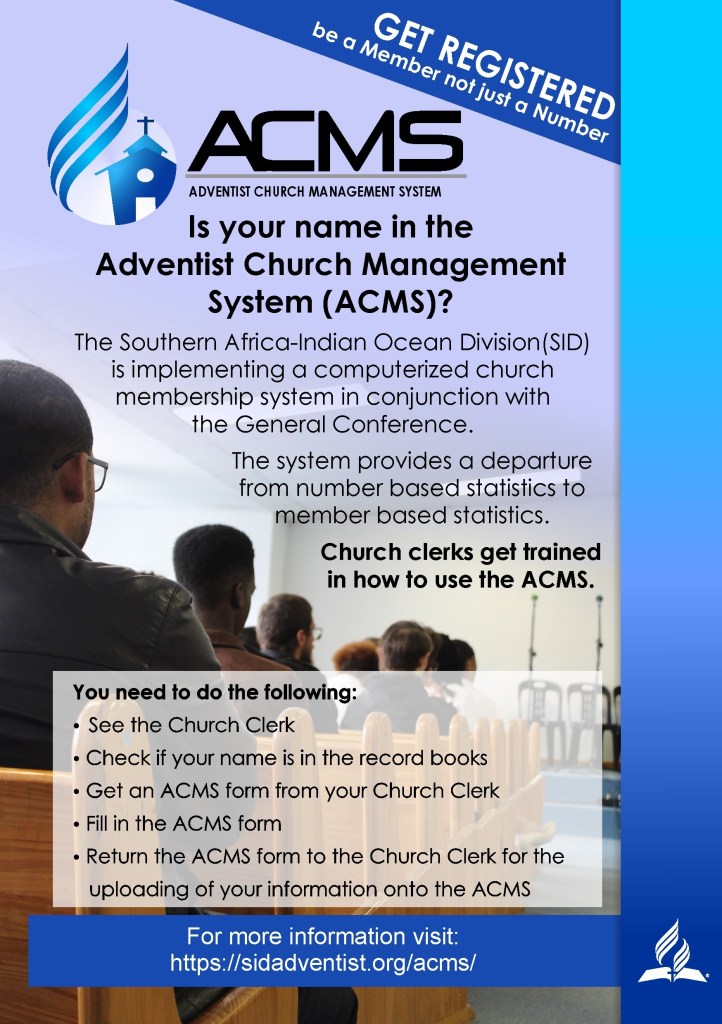 GET REGISTERED
be a Member not just a Number
ACMS
ADVENTIST CHURCH MANAGEMENT SYSTEM
Is your name in the
Adventist Church Management
System (ACMS)?
The Southern Africa-Indian Ocean Division(SID)
is implementing a computerized church
membership system in conjunction with
the General Conference.
The system provides a departure
from number based statistics to
member based statistics.
Church clerks get trained
in how to use the ACMS.
You need to do the following:
• See the Church Clerk
• Check if your name is in the record books
• Get an ACMS form from your Church Clerk
• Fill in the ACMS form
• Return the ACMS form to the Church Clerk for the
uploading of your information onto the ACMS
For more information visit:
https://sidadventist.org/acms/